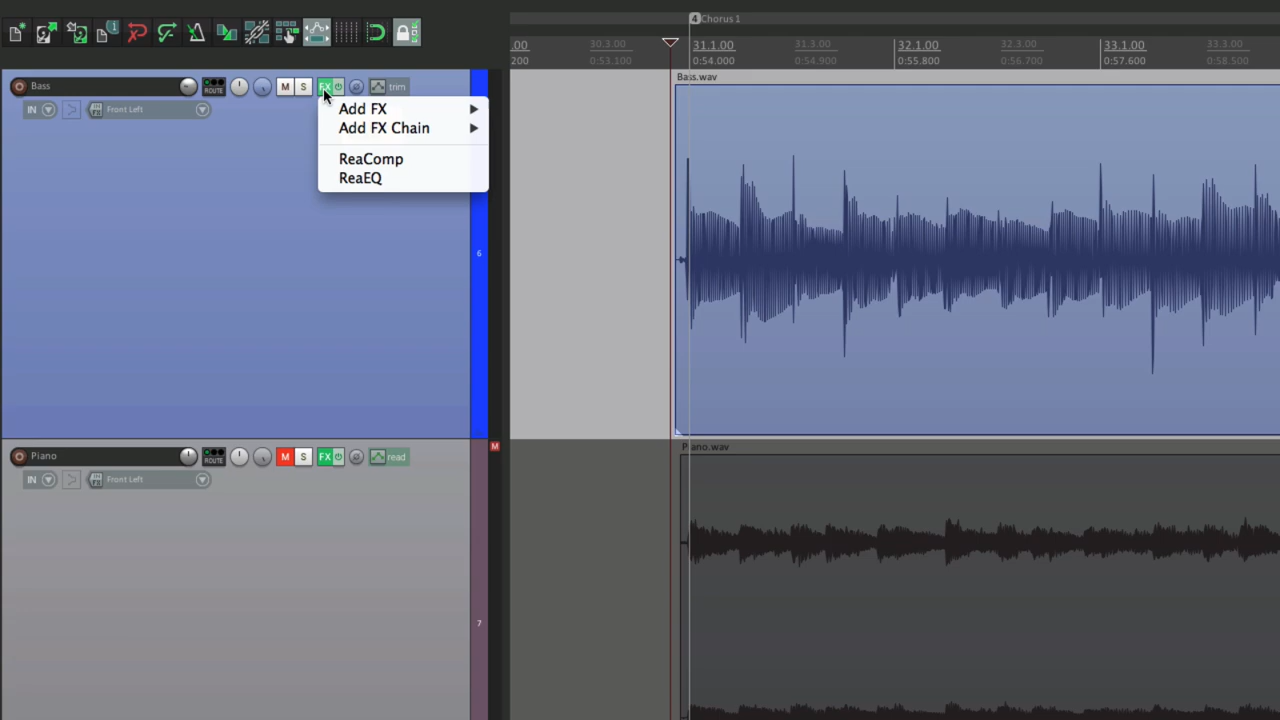 4 Chorus 1
.00 30.3.00 31.1.00 31.3.00 32.1.00 32.3.00 33.1.00 33.3.00
200 0:53.100 0:54.000 0:54.900 0:55.800 0:56.700 0:57.600 0:58.500
Bass.wav
Bass ROUTE M S FX trim
IN Front Left
Add FX
Add FX Chain
ReaComp
ReaEQ
6
M
Piano.wav
Piano ROUTE M S FX read
IN Front Left
7